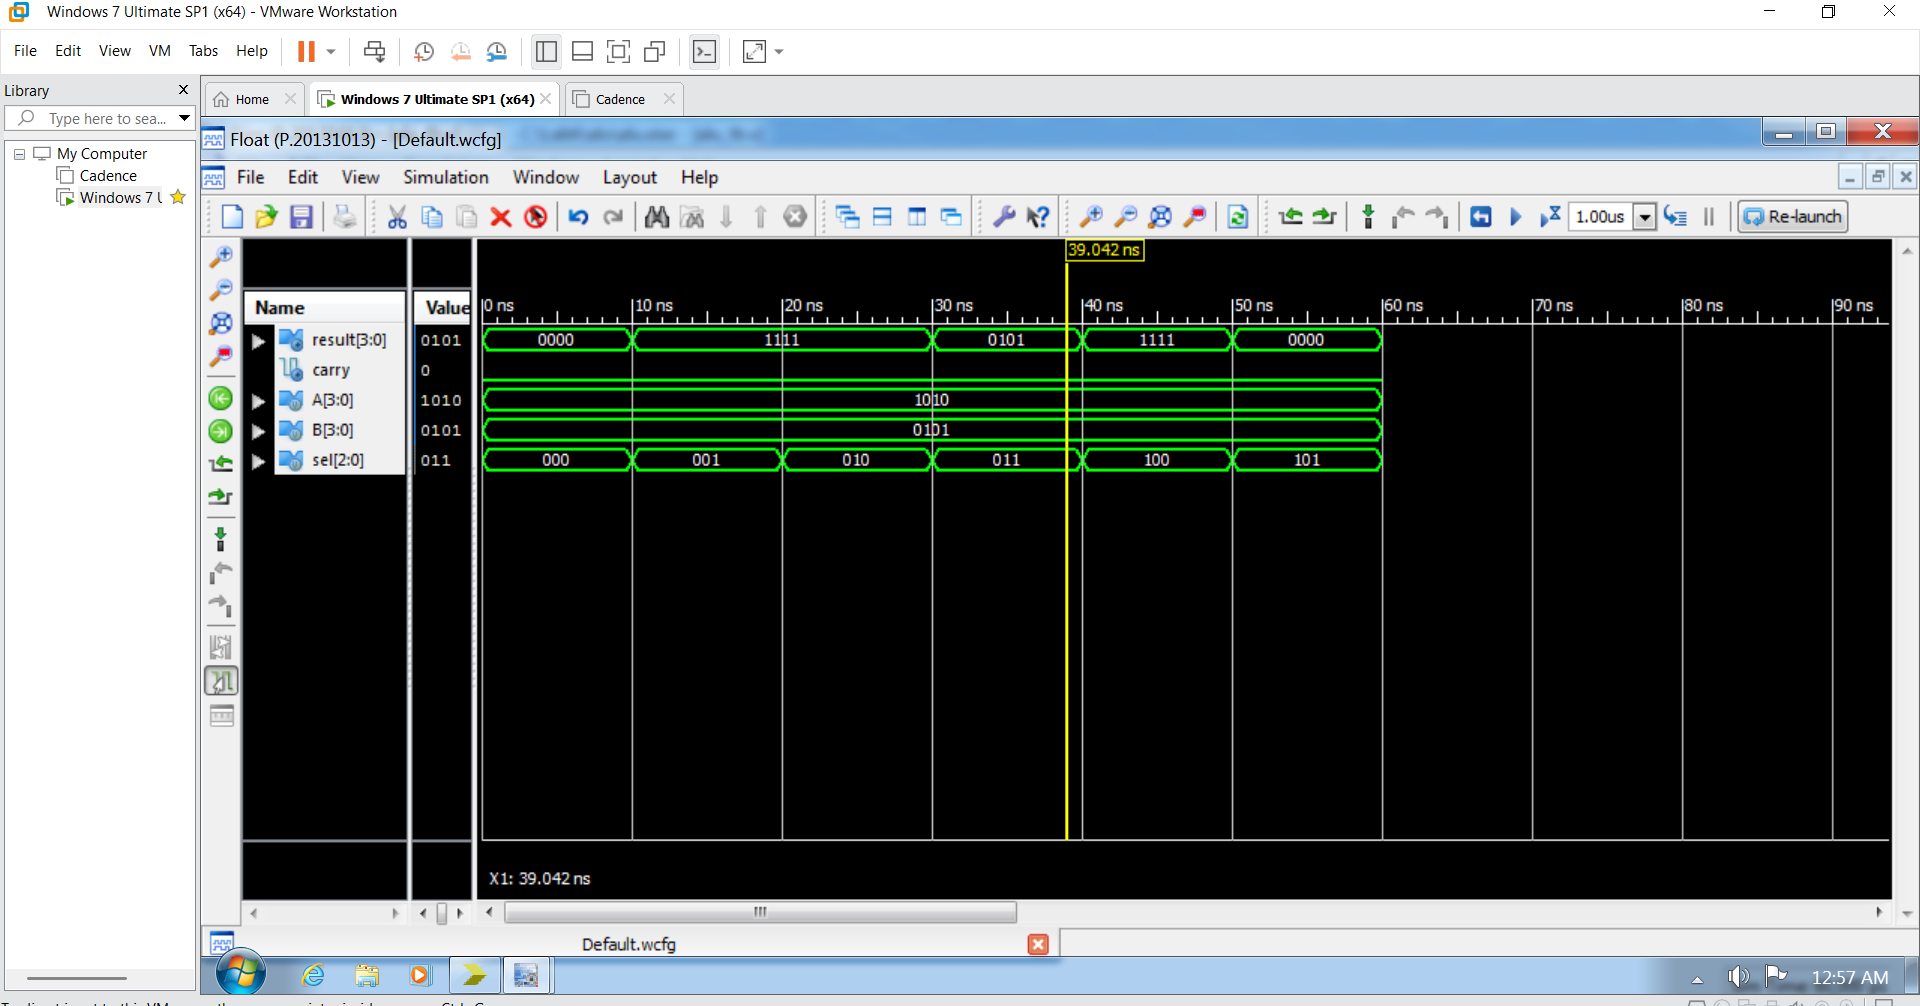 Windows 7 Ultimate SP1 (x64) - VMware Workstation
File Edit View VM Tabs Help
Library
Type here to sea...
My Computer
Cadence
Windows 7 U
Home
Windows 7 Ultimate SP1 (x64)
Cadence
Float (P.20131013) - [Default.wcfg]
File Edit View Simulation Window Layout Help
1.00us
Re-launch
39.042 ns
Name Value
0 ns 10 ns 20 ns 30 ns 40 ns 50 ns 60 ns 70 ns 80 ns 90 ns
result[3:0] 0101 0000 1111 0101 1111 0000
carry 0
A[3:0] 1010 1010
B[3:0] 0101 0101
sel[2:0] 011 000 001 010 011 100 101
X1: 39.042 ns
Default.wcfg
12:57 AM